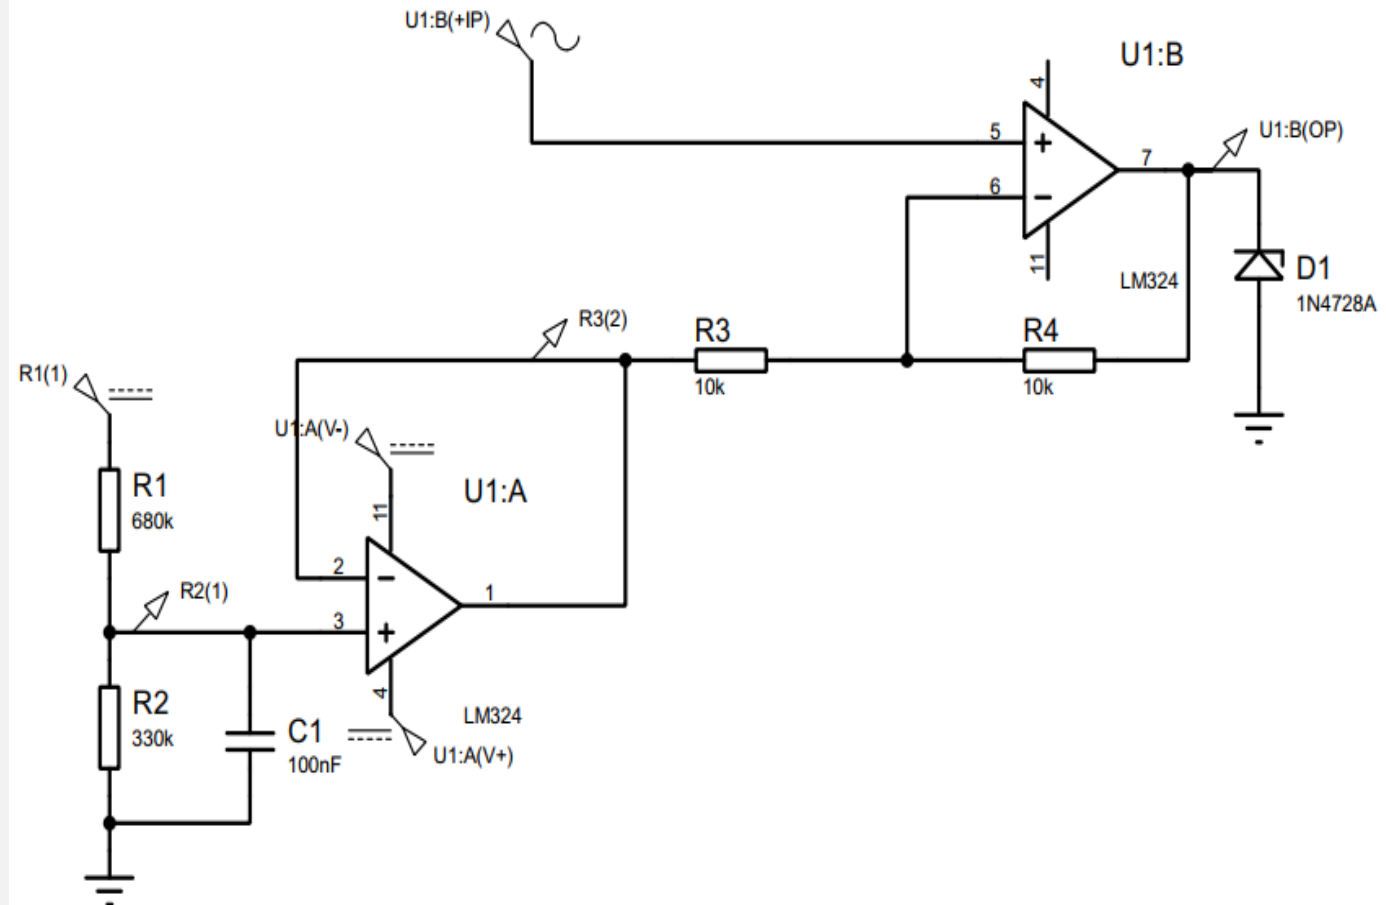 U1:B(+IP)
U1:B
4
5
+
7
U1:B(OP)
6
−
11
LM324
D1
1N4728A
R3(2)
R3
10k
R4
10k
R1(1)
U1:A(V-)
11
U1:A
R1
680k
2
−
1
R2(1)
3
+
4
R2
330k
C1
100nF
LM324
U1:A(V+)